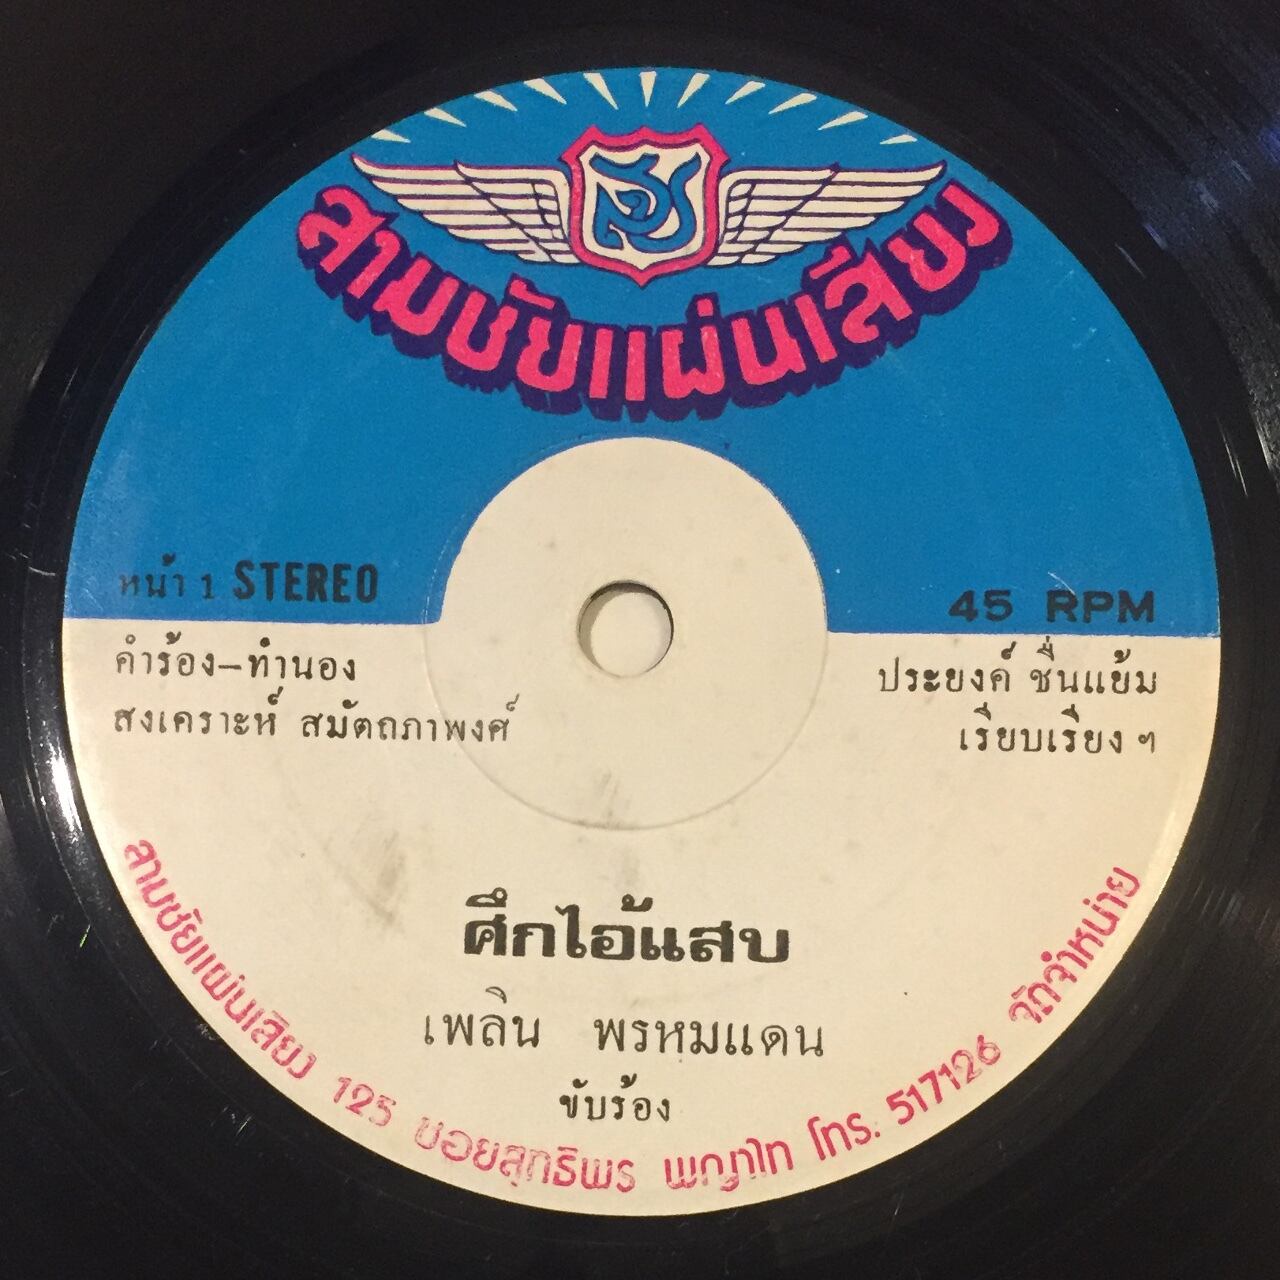 สช
สามชัยแผ่นเสียง
หน้า 1 STEREO
45 RPM
คำร้อง-ทำนอง
สงเคราะห์ สมัตถภาพงศ์
ประยงค์ ชื่นแย้ม
เรียบเรียงฯ
ศึกไอ้แสบ
เพลิน พรหมแดน
ขับร้อง
สามชัยแผ่นเสียง 125 ซอยสุทธิพร พญาไท โทร. 517126 จัดจำหน่าย